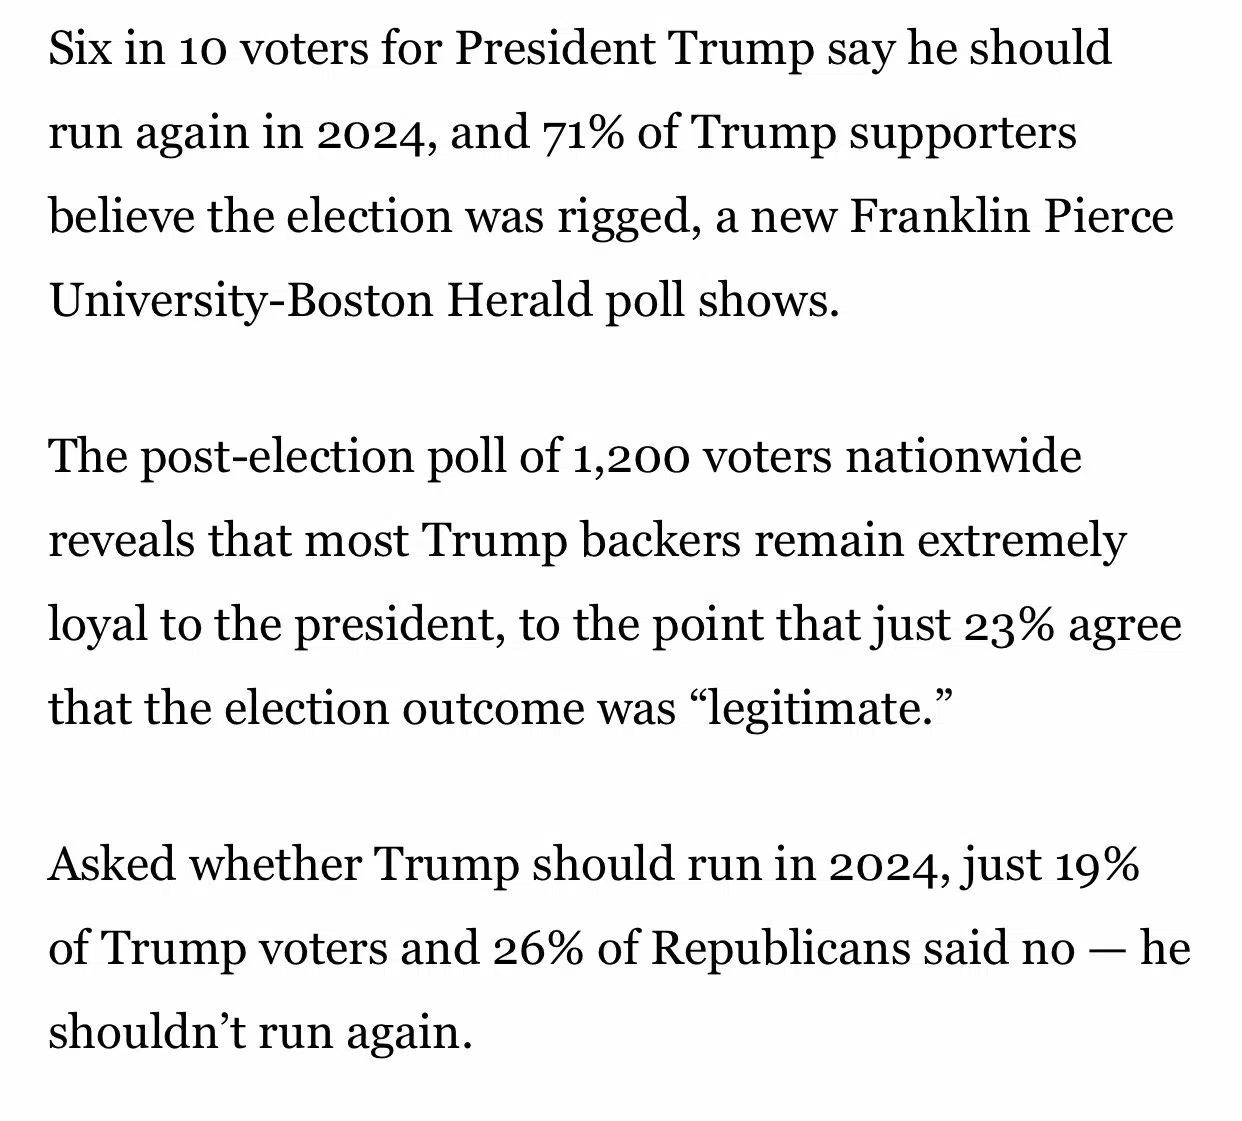 Six in 10 voters for President Trump say he should
run again in 2024, and 71% of Trump supporters
believe the election was rigged, a new Franklin Pierce
University-Boston Herald poll shows.
The post-election poll of 1,200 voters nationwide
reveals that most Trump backers remain extremely
loyal to the president, to the point that just 23% agree
that the election outcome was “legitimate.”
Asked whether Trump should run in 2024, just 19%
of Trump voters and 26% of Republicans said no — he
shouldn’t run again.